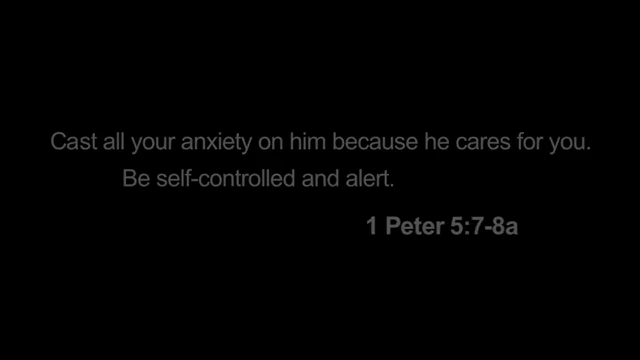 Cast all your anxiety on him because he cares for you.
Be self-controlled and alert.
1 Peter 5:7-8a